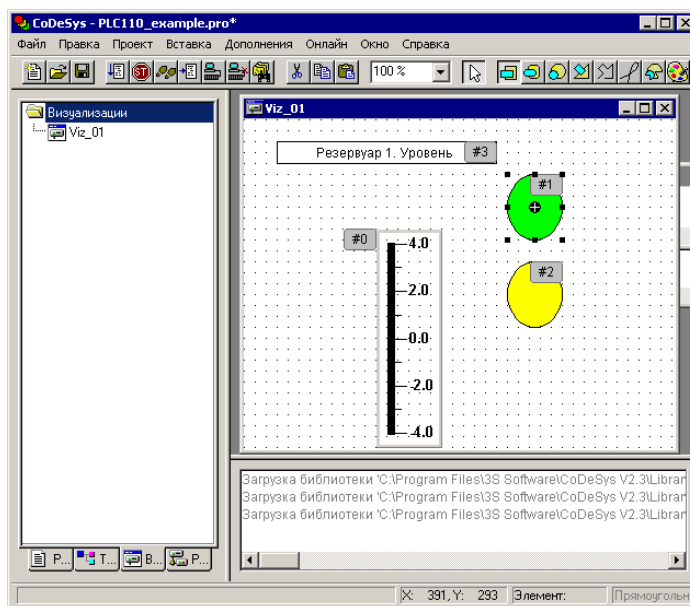 CoDeSys - PLC110_example.pro*
Файл Правка Проект Вставка Дополнения Онлайн Окно Справка
100 %
Визуализации
Viz_01
Viz_01
Резервуар 1. Уровень #3
#1
#0
4.0
#2
2.0
0.0
-2.0
-4.0
Загрузка библиотеки 'C:\Program Files\3S Software\CoDeSys V2.3\Librar
Загрузка библиотеки 'C:\Program Files\3S Software\CoDeSys V2.3\Librar
Загрузка библиотеки 'C:\Program Files\3S Software\CoDeSys V2.3\Librar
Р... Т... В... Р...
X: 391, Y: 293 Элемент: Прямоугольн